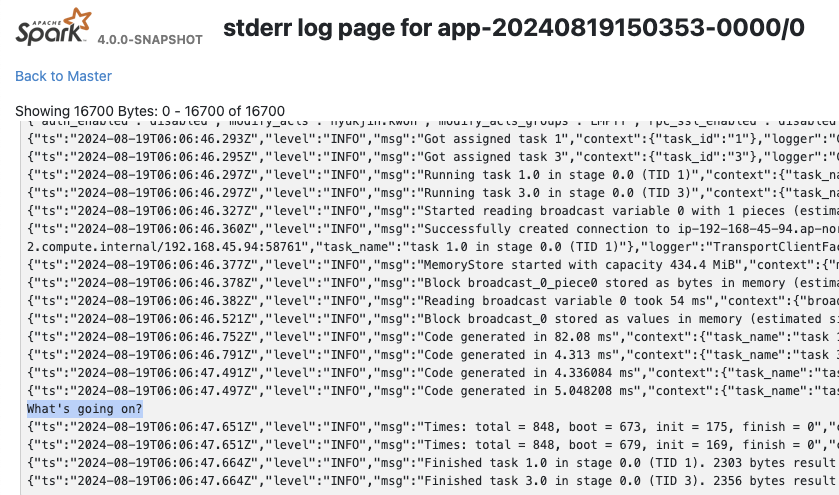 APACHE
Spark 4.0.0-SNAPSHOT
stderr log page for app-20240819150353-0000/0
Back to Master
Showing 16700 Bytes: 0 - 16700 of 16700
{"ts":"2024-08-19T06:06:46.293Z","level":"INFO","msg":"Got assigned task 1","context":{"task_id":"1"},"logger":"
{"ts":"2024-08-19T06:06:46.295Z","level":"INFO","msg":"Got assigned task 3","context":{"task_id":"3"},"logger":"
{"ts":"2024-08-19T06:06:46.297Z","level":"INFO","msg":"Running task 1.0 in stage 0.0 (TID 1)","context":{"task_na
{"ts":"2024-08-19T06:06:46.297Z","level":"INFO","msg":"Running task 3.0 in stage 0.0 (TID 3)","context":{"task_na
{"ts":"2024-08-19T06:06:46.327Z","level":"INFO","msg":"Started reading broadcast variable 0 with 1 pieces (estima
{"ts":"2024-08-19T06:06:46.360Z","level":"INFO","msg":"Successfully created connection to ip-192-168-45-94.ap-nor
2.compute.internal/192.168.45.94:58761","task_name":"task 1.0 in stage 0.0 (TID 1)"},"logger":"TransportClientFac
{"ts":"2024-08-19T06:06:46.377Z","level":"INFO","msg":"MemoryStore started with capacity 434.4 MiB","context":{"m
{"ts":"2024-08-19T06:06:46.378Z","level":"INFO","msg":"Block broadcast_0_piece0 stored as bytes in memory (estima
{"ts":"2024-08-19T06:06:46.382Z","level":"INFO","msg":"Reading broadcast variable 0 took 54 ms","context":{"broad
{"ts":"2024-08-19T06:06:46.521Z","level":"INFO","msg":"Block broadcast_0 stored as values in memory (estimated si
{"ts":"2024-08-19T06:06:46.752Z","level":"INFO","msg":"Code generated in 82.08 ms","context":{"task_name":"task 1
{"ts":"2024-08-19T06:06:46.791Z","level":"INFO","msg":"Code generated in 4.313 ms","context":{"task_name":"task 3
{"ts":"2024-08-19T06:06:47.491Z","level":"INFO","msg":"Code generated in 4.336084 ms","context":{"task_name":"tas
{"ts":"2024-08-19T06:06:47.497Z","level":"INFO","msg":"Code generated in 5.048208 ms","context":{"task_name":"tas
What's going on?
{"ts":"2024-08-19T06:06:47.651Z","level":"INFO","msg":"Times: total = 848, boot = 673, init = 175, finish = 0","c
{"ts":"2024-08-19T06:06:47.651Z","level":"INFO","msg":"Times: total = 848, boot = 679, init = 169, finish = 0","c
{"ts":"2024-08-19T06:06:47.664Z","level":"INFO","msg":"Finished task 1.0 in stage 0.0 (TID 1). 2303 bytes result
{"ts":"2024-08-19T06:06:47.664Z","level":"INFO","msg":"Finished task 3.0 in stage 0.0 (TID 3). 2356 bytes result